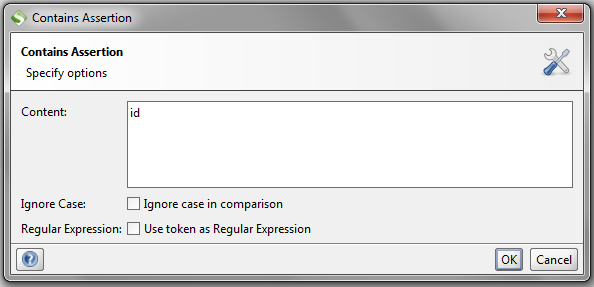 Contains Assertion
Contains Assertion
Specify options
Content:
id
Ignore Case:
Ignore case in comparison
Regular Expression:
Use token as Regular Expression
OK
Cancel